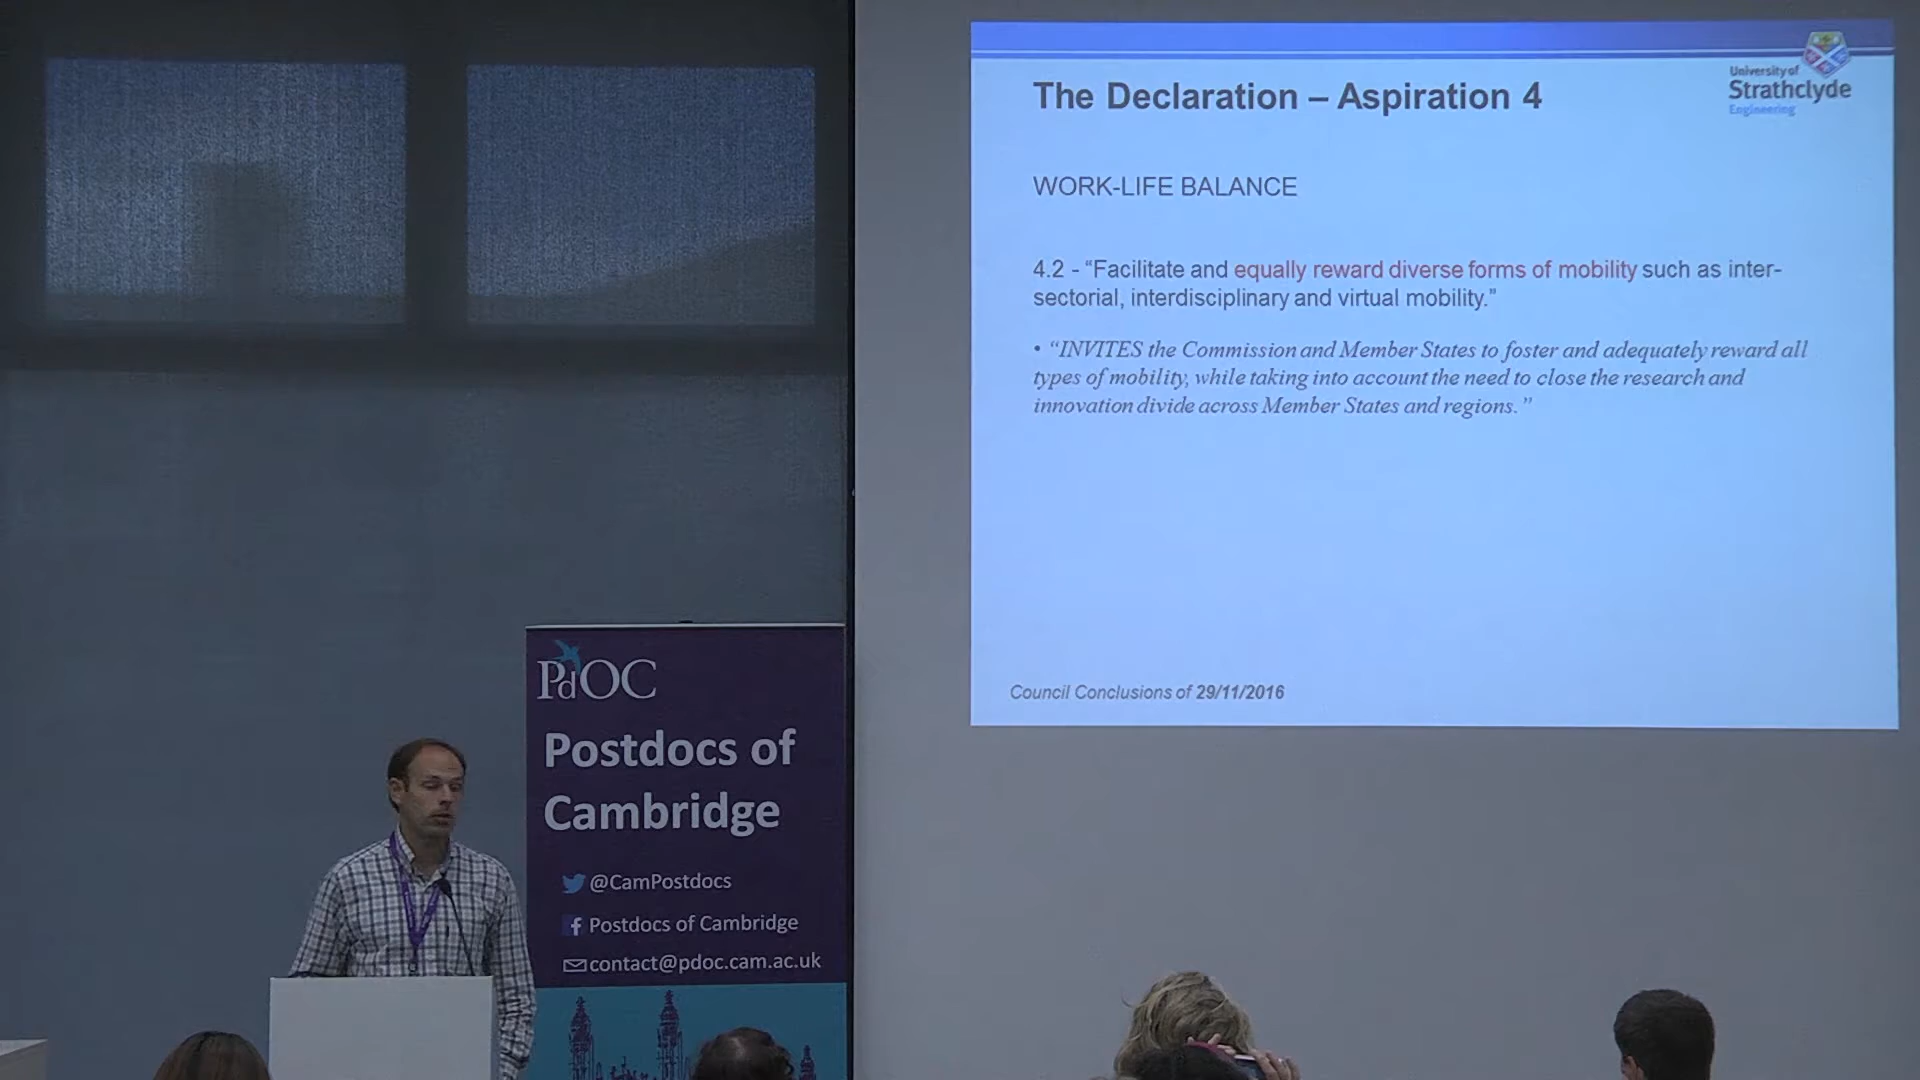 University of
Strathclyde
Engineering
The Declaration – Aspiration 4
WORK-LIFE BALANCE
4.2 - “Facilitate and equally reward diverse forms of mobility such as inter-
sectorial, interdisciplinary and virtual mobility.”
• “INVITES the Commission and Member States to foster and adequately reward all
types of mobility, while taking into account the need to close the research and
innovation divide across Member States and regions.”
Council Conclusions of 29/11/2016
PdOC
Postdocs of
Cambridge
@CamPostdocs
Postdocs of Cambridge
contact@pdoc.cam.ac.uk